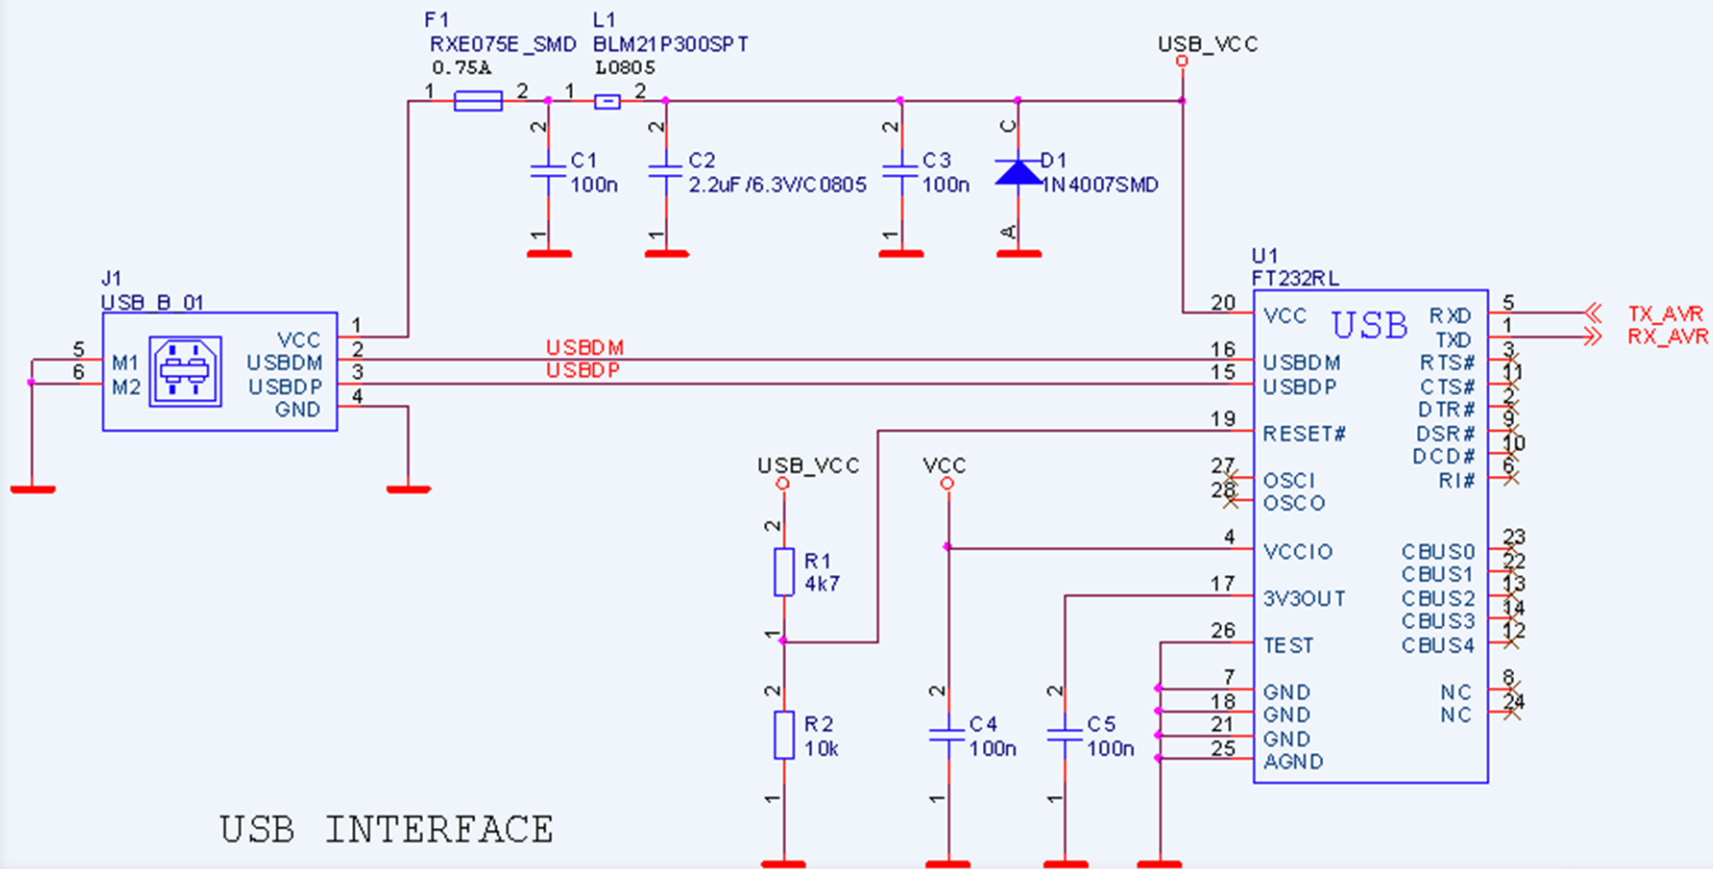 F1
RXE075E_SMD
0.75A
1
2
L1
BLM21P300SPT
L0805
1
2
USB_VCC
2
C1
100n
1
2
C2
2.2uF/6.3V/C0805
1
2
C3
100n
1
C
D1
1N4007SMD
A
J1
USB_B_01
5
6
M1
M2
VCC
USBDM
USBDP
GND
1
2
3
4
USBDM
USBDP
U1
FT232RL
USB
20
VCC
16
USBDM
15
USBDP
19
RESET#
27
OSCI
28
OSCO
4
VCCIO
17
3V3OUT
26
TEST
7
GND
18
GND
21
GND
25
AGND
RXD
5
TX_AVR
TXD
1
RX_AVR
RTS#
3
CTS#
11
DTR#
2
DSR#
9
DCD#
10
RI#
6
CBUS0
23
CBUS1
22
CBUS2
13
CBUS3
14
CBUS4
12
NC
8
NC
24
USB_VCC
2
R1
4k7
1
2
R2
10k
1
VCC
2
C4
100n
1
2
C5
100n
1
USB INTERFACE